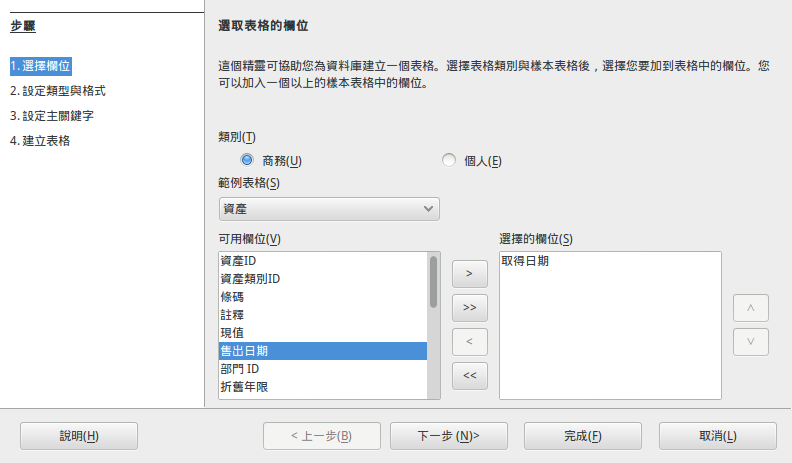 步驟
1. 選擇欄位
2. 設定類型與格式
3. 設定主關鍵字
4. 建立表格
選取表格的欄位
這個精靈可協助您為資料庫建立一個表格。選擇表格類別與樣本表格後，選擇您要加到表格中的欄位。您
可以加入一個以上的樣本表格中的欄位。
類別(T)
商務(U)
個人(E)
範例表格(S)
資產
可用欄位(V)
資產ID
資產類別ID
條碼
註釋
現值
售出日期
部門 ID
折舊年限
>
>>
<
<<
選擇的欄位(S)
取得日期
說明(H)
< 上一步(B)
下一步 (N)>
完成(F)
取消(L)